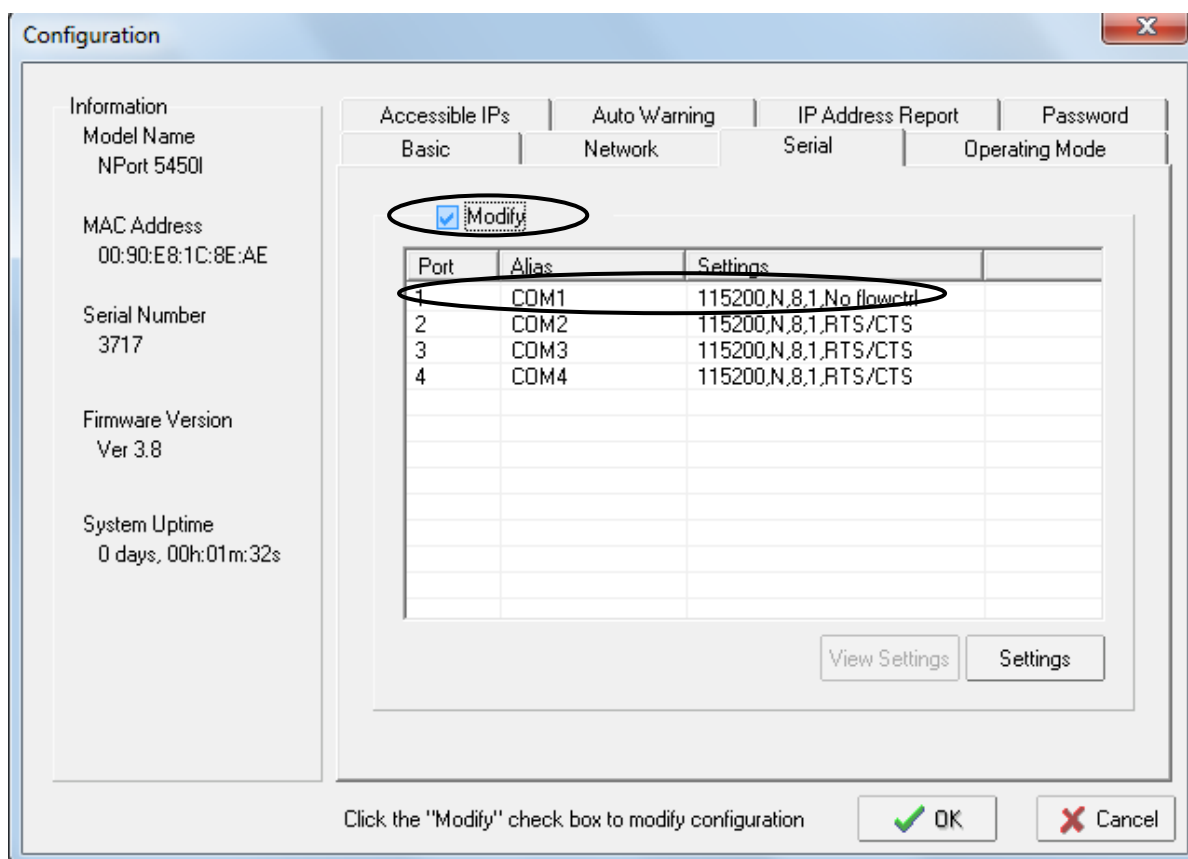 Configuration
Information
Model Name
NPort 5450I
MAC Address
00:90:E8:1C:8E:AE
Serial Number
3717
Firmware Version
Ver 3.8
System Uptime
0 days, 00h:01m:32s
Accessible IPs Auto Warning IP Address Report Password
Basic Network Serial Operating Mode
Modify
Port Alias Settings
1 COM1 115200,N,8,1,No flowctrl
2 COM2 115200,N,8,1,RTS/CTS
3 COM3 115200,N,8,1,RTS/CTS
4 COM4 115200,N,8,1,RTS/CTS
View Settings Settings
Click the "Modify" check box to modify configuration OK Cancel